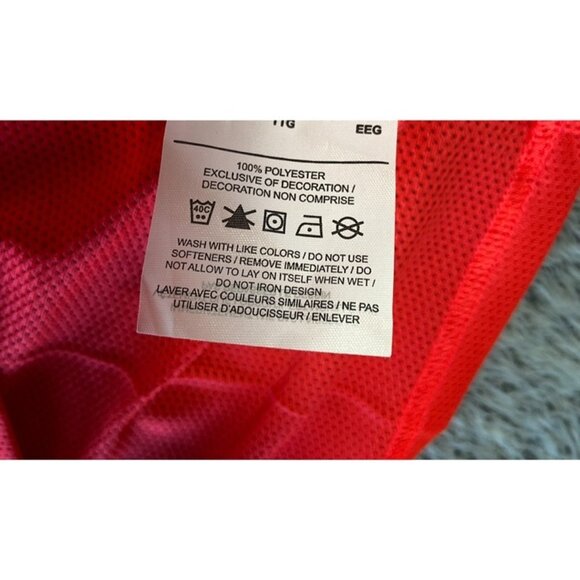 EEG
100% POLYESTER
EXCLUSIVE OF DECORATION /
DECORATION NON COMPRISE
40C
WASH WITH LIKE COLORS / DO NOT USE
SOFTENERS / REMOVE IMMEDIATELY / DO
NOT ALLOW TO LAY ON ITSELF WHEN WET /
DO NOT IRON DESIGN
LAVER AVEC COULEURS SIMILAIRES / NE PAS
UTILISER D'ADOUCISSEUR / ENLEVER